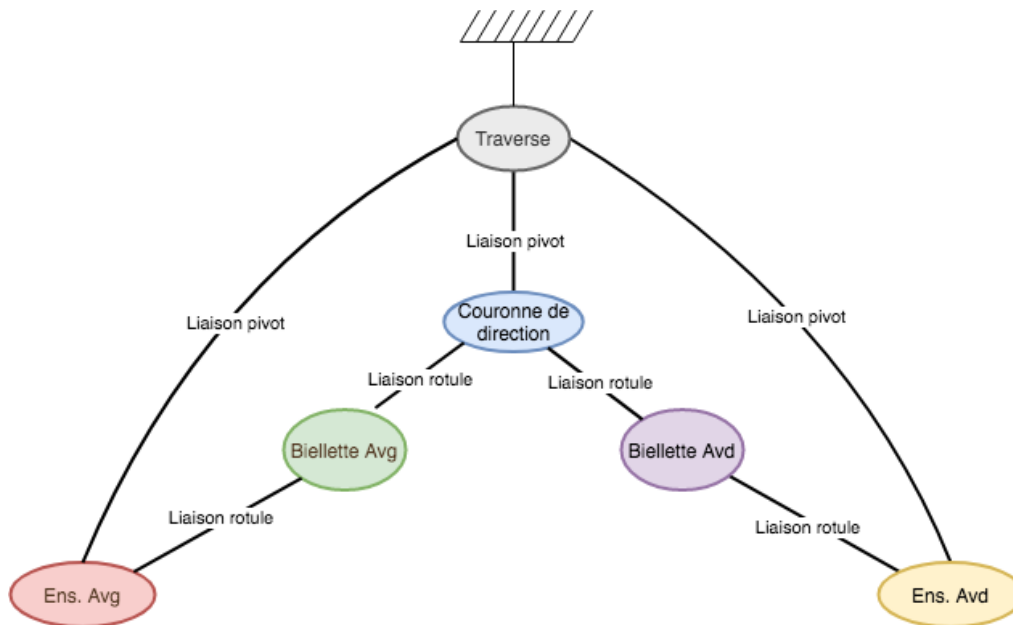 Traverse
Liaison pivot
Couronne de
direction
Liaison pivot
Liaison pivot
Liaison rotule
Liaison rotule
Biellette Avg
Biellette Avd
Liaison rotule
Liaison rotule
Ens. Avg
Ens. Avd